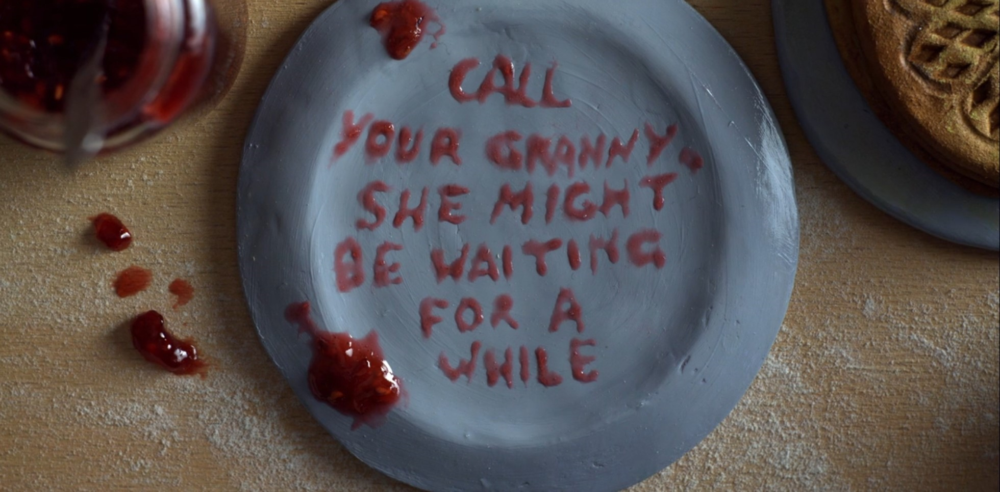 CALL
YOUR GRANNY.
SHE MIGHT
BE WAITING
FOR A
WHILE